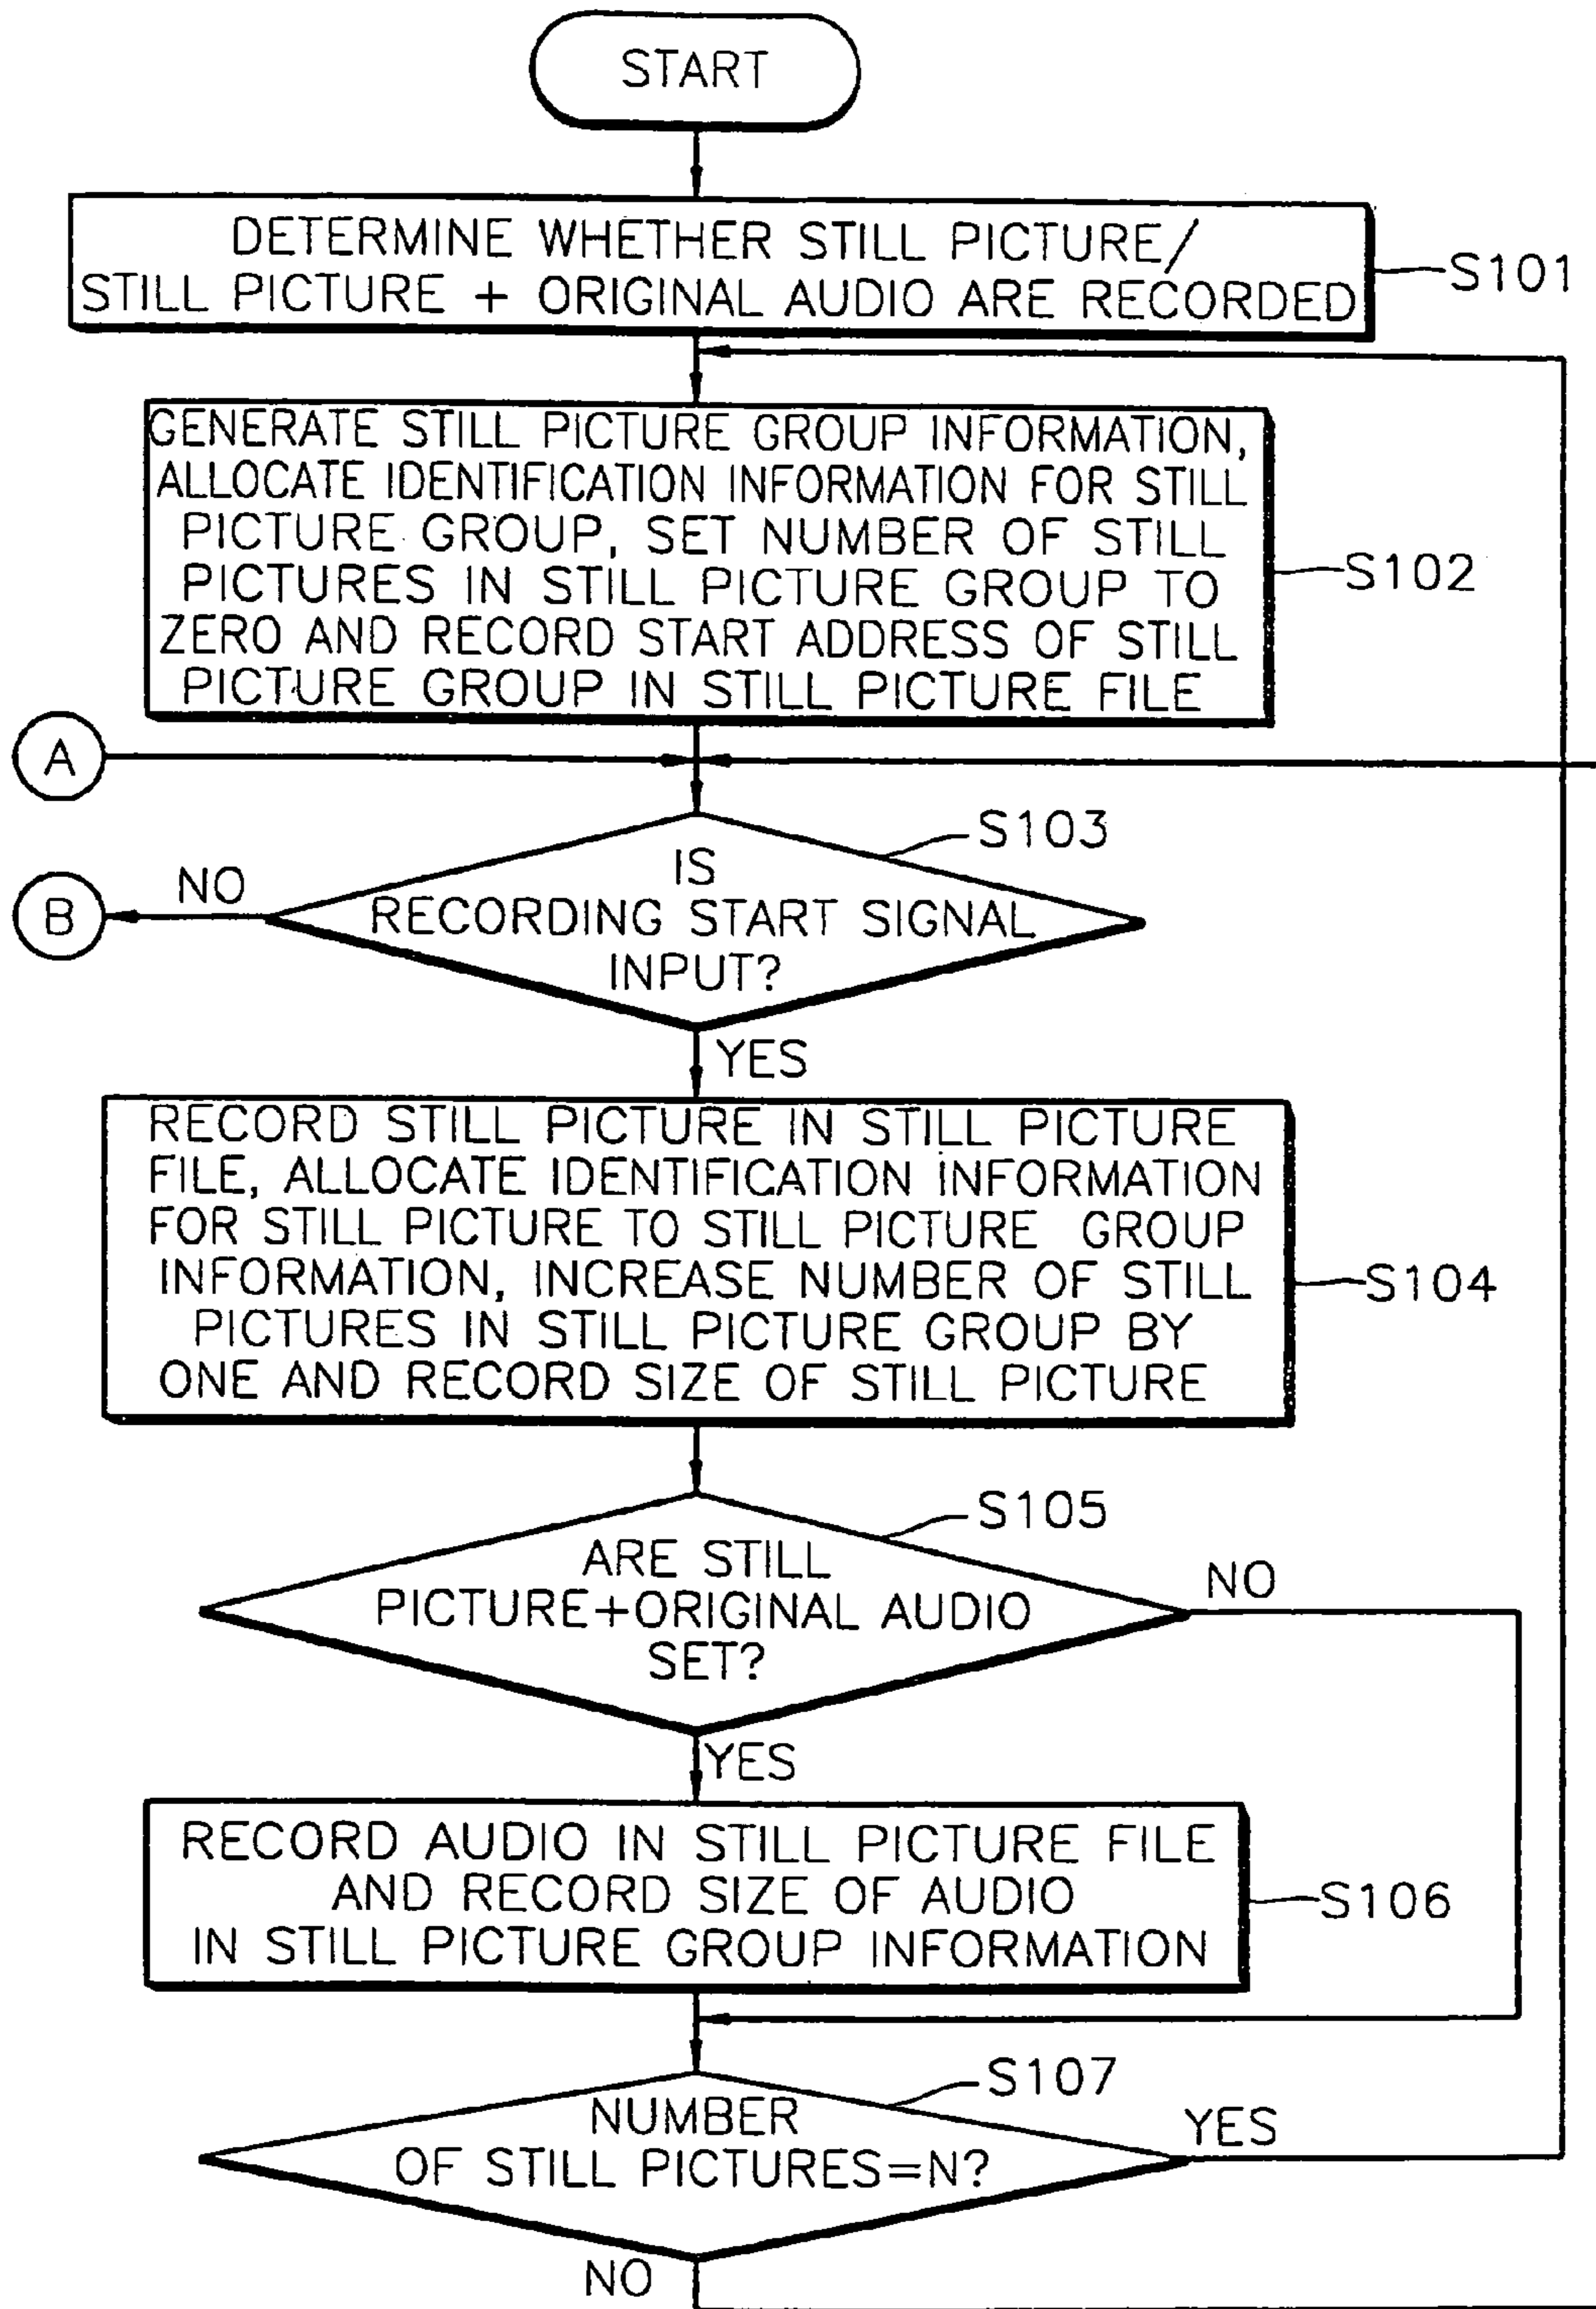 START
DETERMINE WHETHER STILL PICTURE/
STILL PICTURE + ORIGINAL AUDIO ARE RECORDED
S101
GENERATE STILL PICTURE GROUP INFORMATION,
ALLOCATE IDENTIFICATION INFORMATION FOR STILL
PICTURE GROUP, SET NUMBER OF STILL
PICTURES IN STILL PICTURE GROUP TO
ZERO AND RECORD START ADDRESS OF STILL
PICTURE GROUP IN STILL PICTURE FILE
S102
A
S103
IS
RECORDING START SIGNAL
INPUT?
NO
B
YES
RECORD STILL PICTURE IN STILL PICTURE
FILE, ALLOCATE IDENTIFICATION INFORMATION
FOR STILL PICTURE TO STILL PICTURE GROUP
INFORMATION, INCREASE NUMBER OF STILL
PICTURES IN STILL PICTURE GROUP BY
ONE AND RECORD SIZE OF STILL PICTURE
S104
S105
ARE STILL
PICTURE+ORIGINAL AUDIO
SET?
NO
YES
RECORD AUDIO IN STILL PICTURE FILE
AND RECORD SIZE OF AUDIO
IN STILL PICTURE GROUP INFORMATION
S106
S107
NUMBER
OF STILL PICTURES=N?
YES
NO